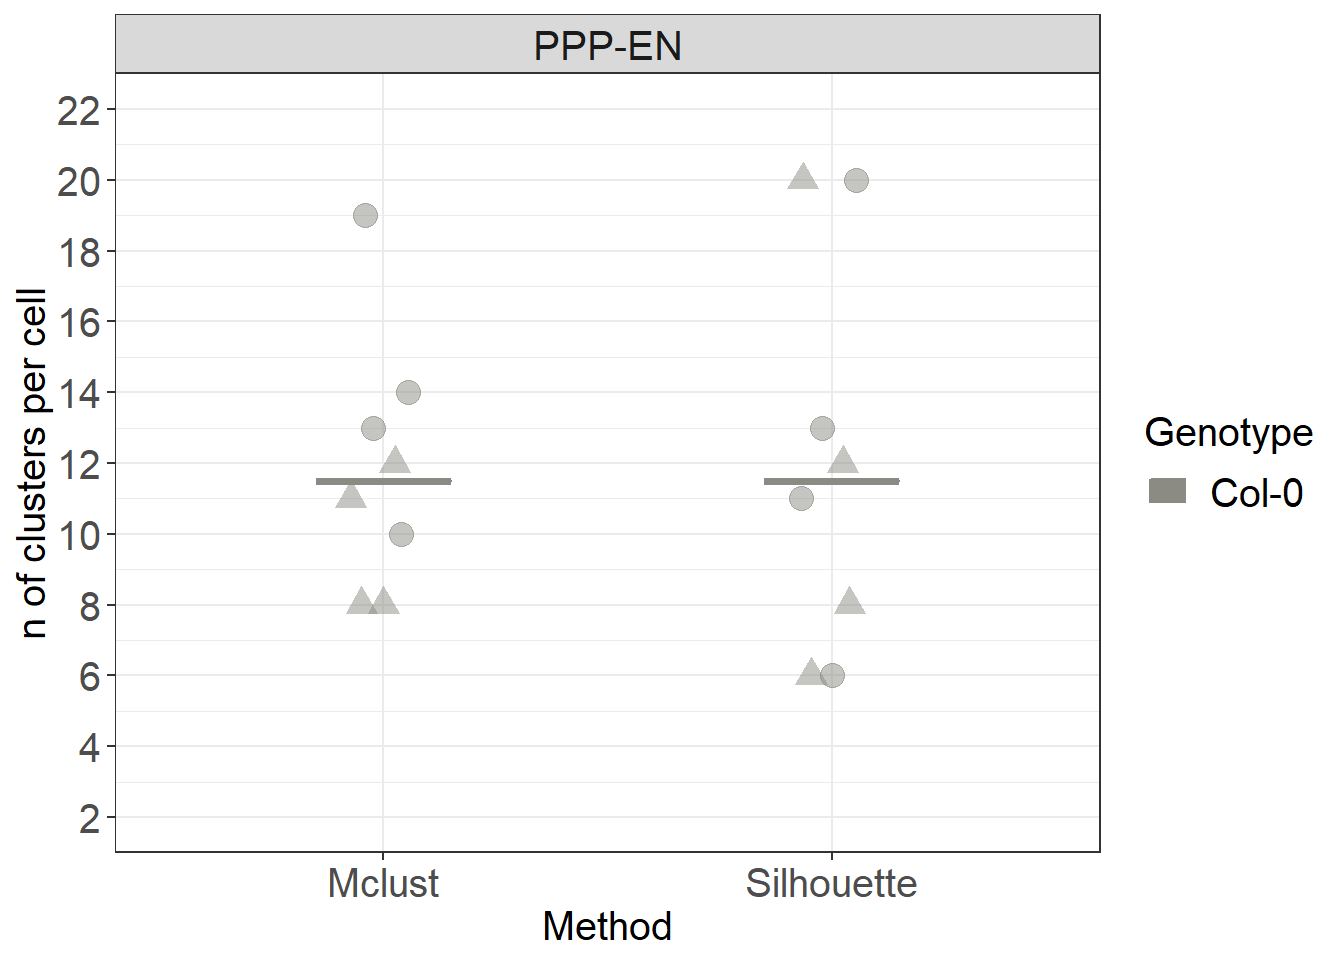 PPP-EN
22
20
18
16
14
12
10
8
6
4
2
n of clusters per cell
Mclust
Silhouette
Method
Genotype
Col-0